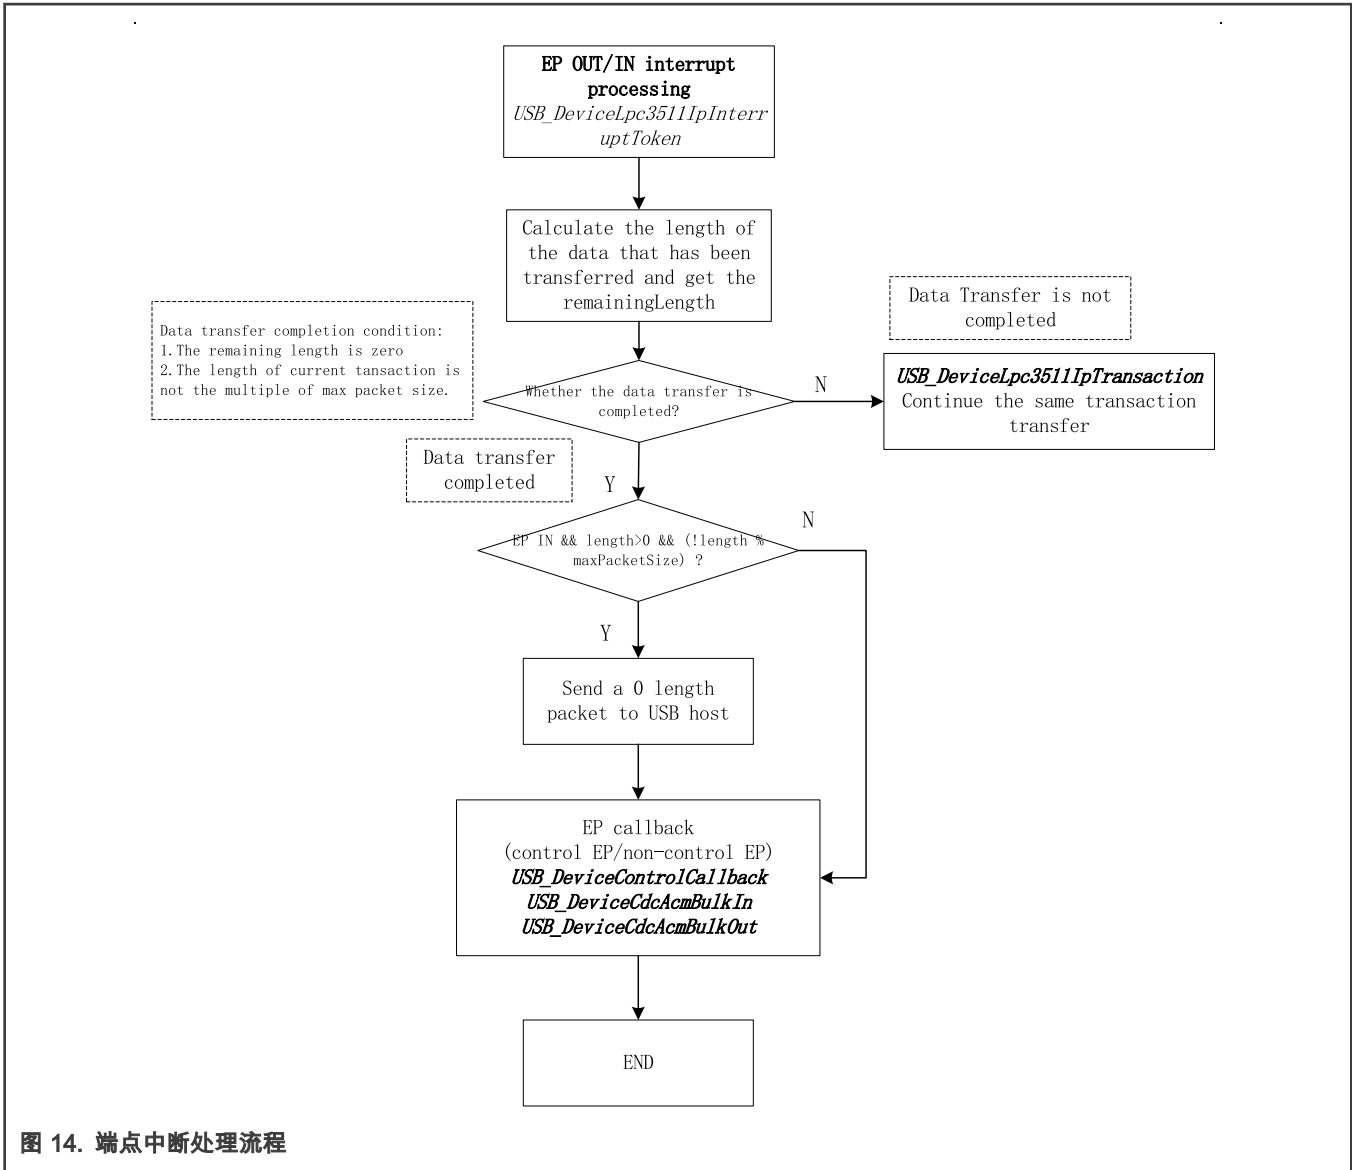 EP OUT/IN interrupt
processing
USB_DeviceLpc3511IpInterr
uptToken
Calculate the length of
the data that has been
transferred and get the
remainingLength
Data Transfer is not
completed
Data transfer completion condition:
1.The remaining length is zero
2.The length of current tansaction is
not the multiple of max packet size.
Whether the data transfer is
completed?
N
USB_DeviceLpc3511IpTransaction
Continue the same transaction
transfer
Data transfer
completed
Y
EP IN && length>0 && (!length %
maxPacketSize) ?
N
Y
Send a 0 length
packet to USB host
EP callback
(control EP/non-control EP)
USB_DeviceControlCallback
USB_DeviceCdcAcmBulkIn
USB_DeviceCdcAcmBulkOut
END
图 14. 端点中断处理流程